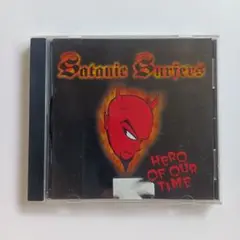 Satanic Surfers
HERO
OF OUR
TIME